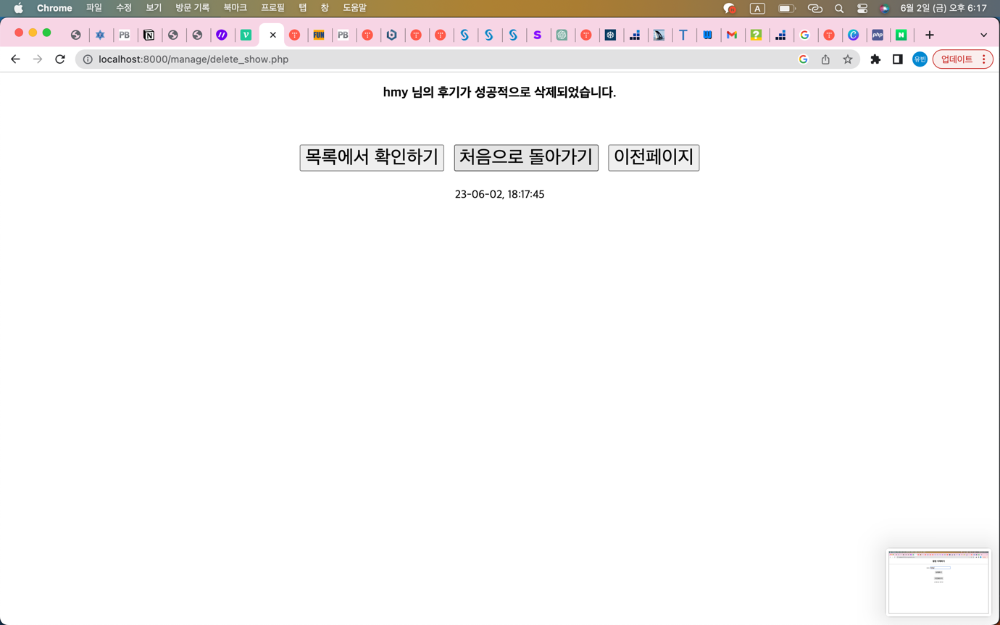 Chrome 파일 수정 보기 방문 기록 북마크 프로필 탭 창 도움말 A 6월 2일 (금) 오후 6:17
PB N V FUN PB S T W ? G C php N
localhost:8000/manage/delete_show.php 유빈 업데이트
hmy 님의 후기가 성공적으로 삭제되었습니다.
목록에서 확인하기 처음으로 돌아가기 이전페이지
23-06-02, 18:17:45